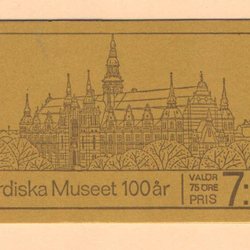 rdiska Museet 100 år
VALÖR
75 ÖRE
PRIS 7: